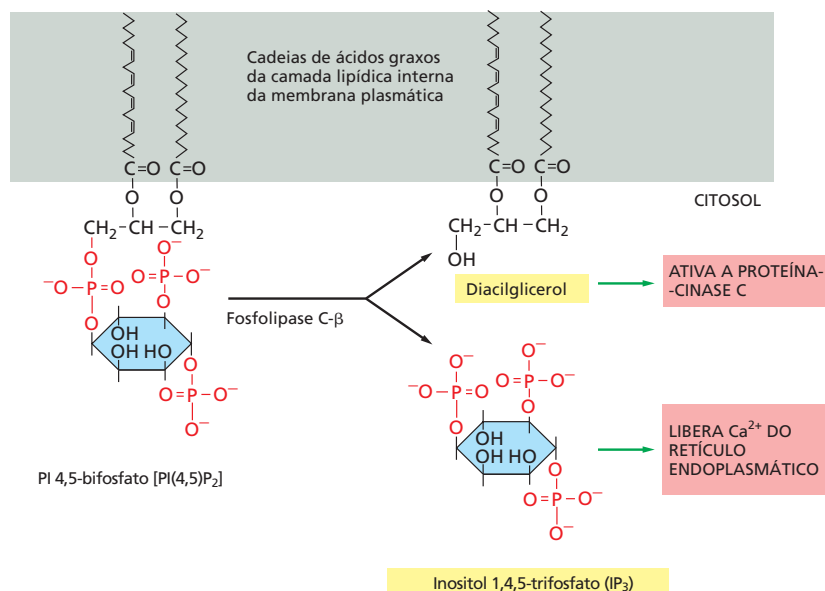 Cadeias de ácidos graxos
da camada lipídica interna
da membrana plasmática
C=O C=O
O O
CH₂–CH–CH₂
O O⁻
⁻O–P=O O=P–O⁻
O O
OH
OH HO
O
O=P–O⁻
O⁻
PI 4,5-bifosfato [PI(4,5)P₂]
Fosfolipase C-β
C=O C=O
O O
CH₂–CH–CH₂
OH
Diacilglicerol
CITOSOL
ATIVA A PROTEÍNA-
-CINASE C
O⁻ O⁻
⁻O–P=O O=P–O⁻
O O
OH
OH HO
O
O=P–O⁻
O⁻
Inositol 1,4,5-trifosfato (IP₃)
LIBERA Ca²⁺ DO
RETÍCULO
ENDOPLASMÁTICO